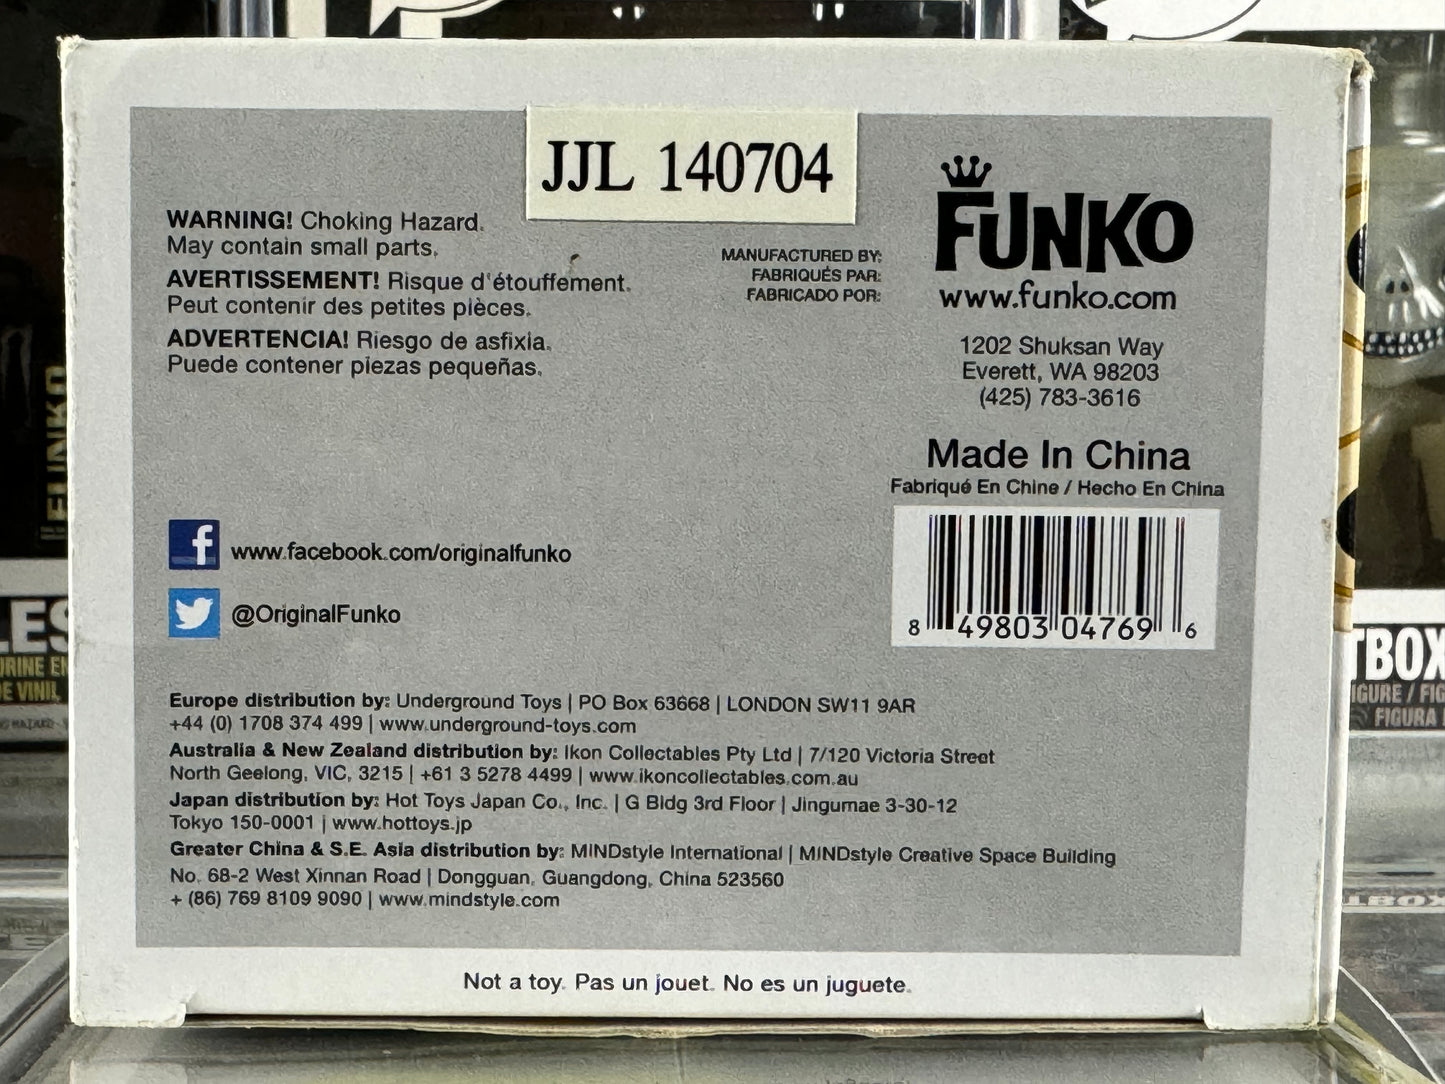 JJL 140704
WARNING! Choking Hazard.
May contain small parts.
AVERTISSEMENT! Risque d'étouffement.
Peut contenir des petites pièces.
ADVERTENCIA! Riesgo de asfixia.
Puede contener piezas pequeñas.
MANUFACTURED BY:
FABRIQUÉS PAR:
FABRICADO POR:
FUNKO
www.funko.com
1202 Shuksan Way
Everett, WA 98203
(425) 783-3616
Made In China
Fabriqué En Chine / Hecho En China
8 49803 04769 6
www.facebook.com/originalfunko
@OriginalFunko
Europe distribution by: Underground Toys | PO Box 63668 | LONDON SW11 9AR
+44 (0) 1708 374 499 | www.underground-toys.com
Australia & New Zealand distribution by: Ikon Collectables Pty Ltd | 7/120 Victoria Street
North Geelong, VIC, 3215 | +61 3 5278 4499 | www.ikoncollectables.com.au
Japan distribution by: Hot Toys Japan Co., Inc. | G Bldg 3rd Floor | Jingumae 3-30-12
Tokyo 150-0001 | www.hottoys.jp
Greater China & S.E. Asia distribution by: MINDstyle International | MINDstyle Creative Space Building
No. 68-2 West Xinnan Road | Dongguan, Guangdong, China 523560
+ (86) 769 8109 9090 | www.mindstyle.com
Not a toy. Pas un jouet. No es un juguete.
FUNKO